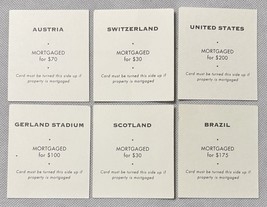 AUSTRIA
MORTGAGED
for $70
Card must be turned this side up if
property is mortgaged
SWITZERLAND
MORTGAGED
for $30
Card must be turned this side up if
property is mortgaged
UNITED STATES
MORTGAGED
for $200
Card must be turned this side up
if property is mortgaged
GERLAND STADIUM
MORTGAGED
for $100
Card must be turned this side up if
property is mortgaged
SCOTLAND
MORTGAGED
for $30
Card must be turned this side up if
property is mortgaged
BRAZIL
MORTGAGED
for $175
Card must be turned this side up if
property is mortgaged